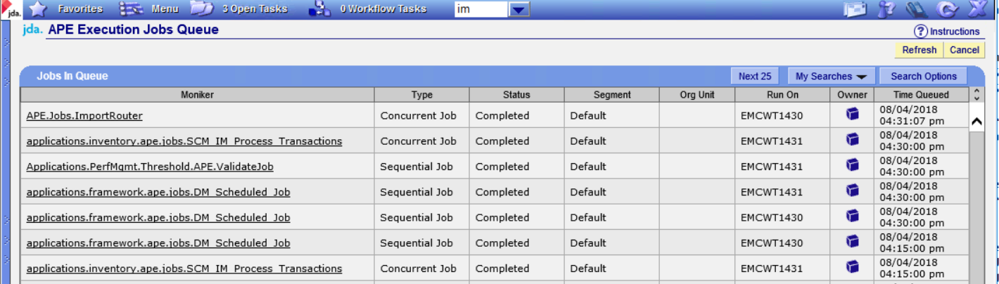 jda. Favorites Menu 3 Open Tasks 0 Workflow Tasks im
jda. APE Execution Jobs Queue ? Instructions
Refresh Cancel
Jobs In Queue Next 25 My Searches Search Options
Moniker Type Status Segment Org Unit Run On Owner Time Queued
APE.Jobs.ImportRouter Concurrent Job Completed Default EMCWT1430 08/04/2018
04:31:07 pm
applications.inventory.ape.jobs.SCM_IM_Process_Transactions Concurrent Job Completed Default EMCWT1431 08/04/2018
04:30:00 pm
Applications.PerfMgmt.Threshold.APE.ValidateJob Sequential Job Completed Default EMCWT1431 08/04/2018
04:30:00 pm
applications.framework.ape.jobs.DM_Scheduled_Job Sequential Job Completed Default EMCWT1431 08/04/2018
04:30:00 pm
applications.framework.ape.jobs.DM_Scheduled_Job Sequential Job Completed Default EMCWT1430 08/04/2018
04:30:00 pm
applications.framework.ape.jobs.DM_Scheduled_Job Sequential Job Completed Default EMCWT1430 08/04/2018
04:15:00 pm
applications.inventory.ape.jobs.SCM_IM_Process_Transactions Concurrent Job Completed Default EMCWT1431 08/04/2018
04:15:00 pm